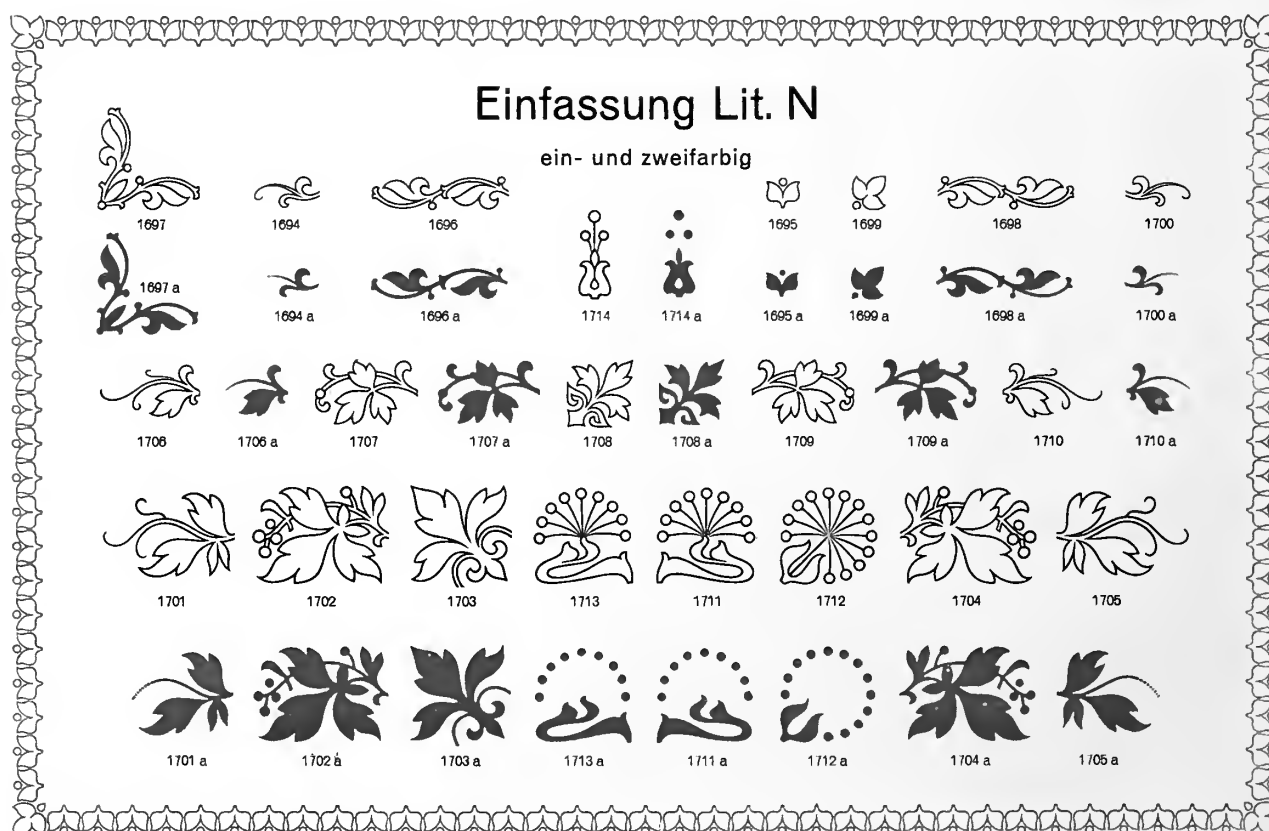 Einfassung Lit. N
ein- und zweifarbig
1697 1694 1696 1695 1699 1698 1700
1697 a
1694 a 1696 a 1714 1714 a 1695 a 1699 a 1698 a 1700 a
1706 1706 a 1707 1707 a 1708 1708 a 1709 1709 a 1710 1710 a
1701 1702 1703 1713 1711 1712 1704 1705
1701 a 1702 a 1703 a 1713 a 1711 a 1712 a 1704 a 1705 a